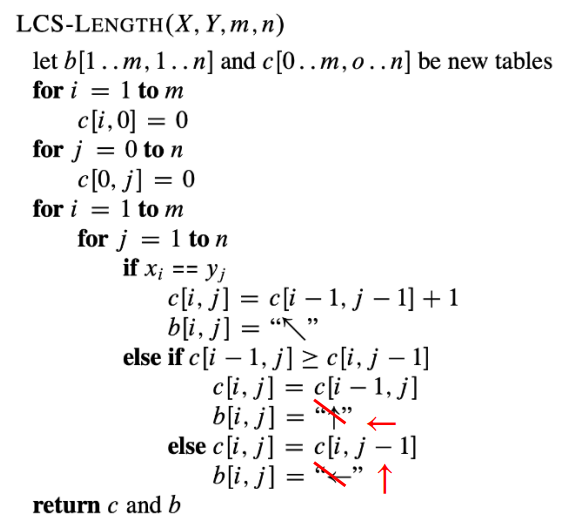 LCS-LENGTH(X, Y, m, n)
let b[1 . . m, 1 . . n] and c[0 . . m, o . . n] be new tables
for i = 1 to m
c[i, 0] = 0
for j = 0 to n
c[0, j] = 0
for i = 1 to m
for j = 1 to n
if xᵢ == yⱼ
c[i, j] = c[i − 1, j − 1] + 1
b[i, j] = “↖”
else if c[i − 1, j] ≥ c[i, j − 1]
c[i, j] = c[i − 1, j]
b[i, j] = “↑” ←
else c[i, j] = c[i, j − 1]
b[i, j] = “←” ↑
return c and b